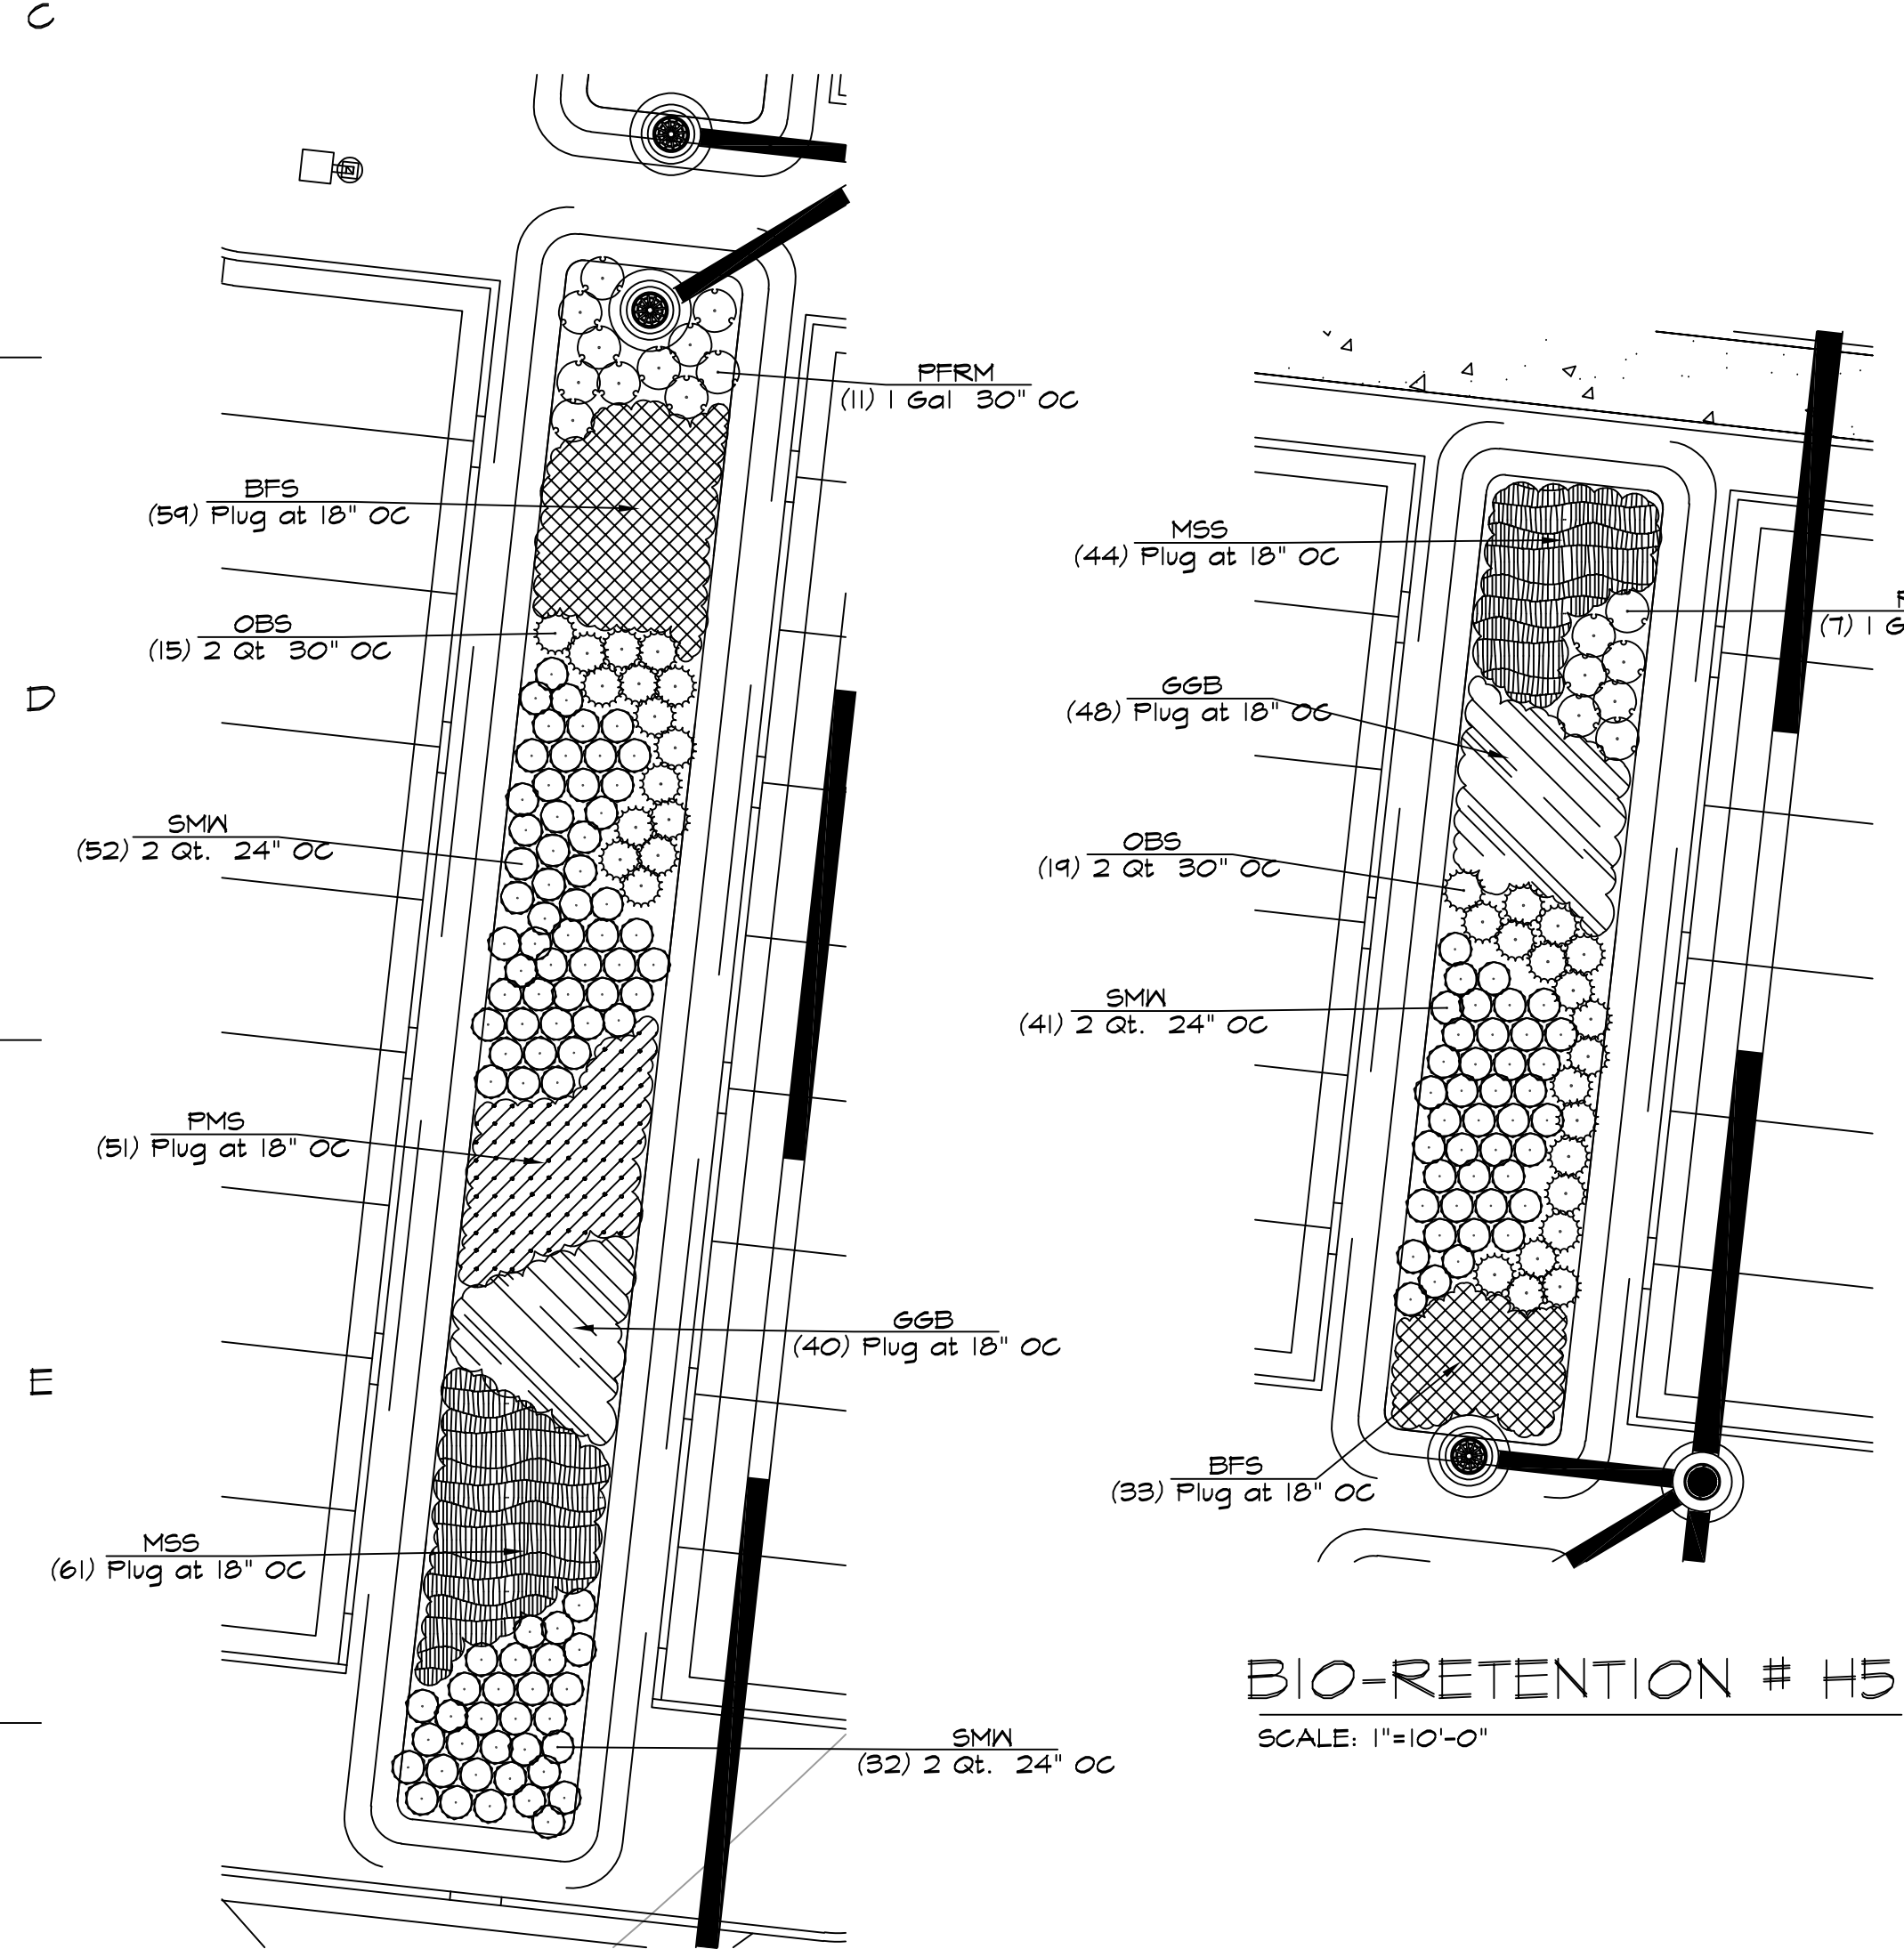 C
PFRM
(11) 1 Gal 30" OC
BFS
(59) Plug at 18" OC
OBS
(15) 2 Qt 30" OC
D
SMW
(52) 2 Qt. 24" OC
PMS
(51) Plug at 18" OC
GGB
(40) Plug at 18" OC
E
MSS
(61) Plug at 18" OC
SMW
(32) 2 Qt. 24" OC
MSS
(44) Plug at 18" OC
(7) 1 G
GGB
(48) Plug at 18" OC
OBS
(19) 2 Qt 30" OC
SMW
(41) 2 Qt. 24" OC
BFS
(33) Plug at 18" OC
BIO-RETENTION # H5
SCALE: 1"=10'-0"